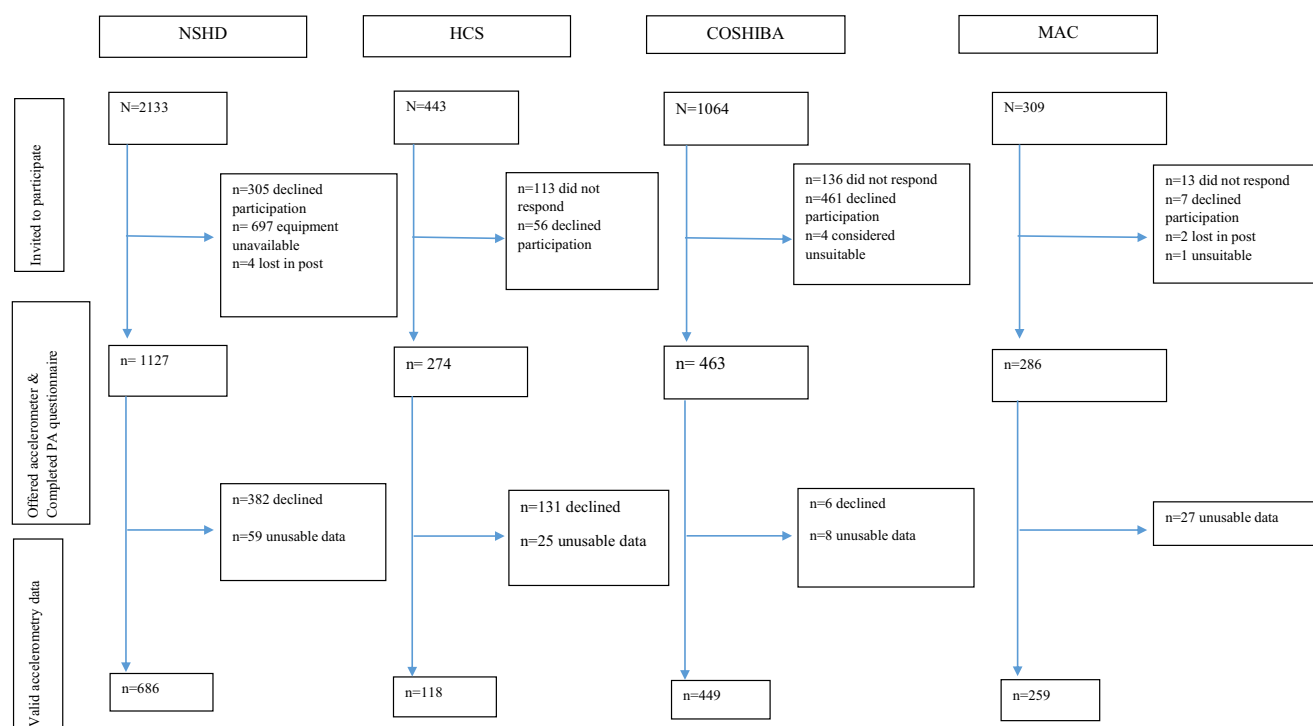 NSHD
HCS
COSHIBA
MAC
Invited to participate
N=2133
N=443
N=1064
N=309
n=305 declined
participation
n= 697 equipment
unavailable
n=4 lost in post
n=113 did not
respond
n=56 declined
participation
n=136 did not respond
n=461 declined
participation
n=4 considered
unsuitable
n=13 did not respond
n=7 declined
participation
n=2 lost in post
n=1 unsuitable
Offered accelerometer &
Completed PA questionnaire
n= 1127
n= 274
n= 463
n=286
n=382 declined
n=59 unusable data
n=131 declined
n=25 unusable data
n=6 declined
n=8 unusable data
n=27 unusable data
Valid accelerometry data
n=686
n=118
n=449
n=259